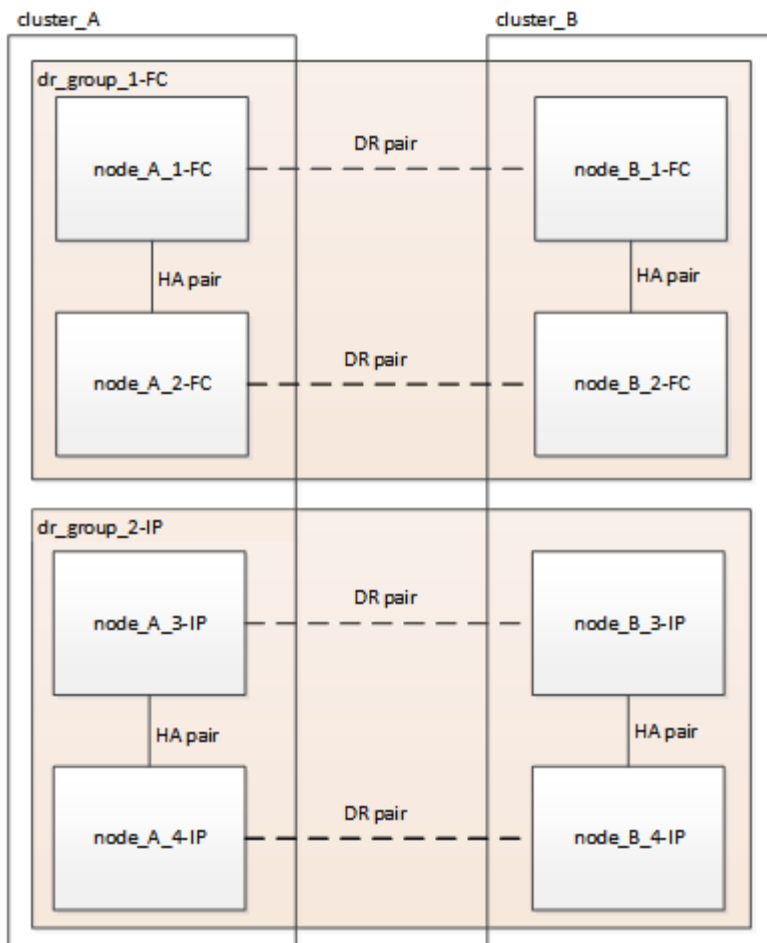 cluster_A
cluster_B
dr_group_1-FC
node_A_1-FC
DR pair
node_B_1-FC
HA pair
HA pair
node_A_2-FC
DR pair
node_B_2-FC
dr_group_2-IP
node_A_3-IP
DR pair
node_B_3-IP
HA pair
HA pair
node_A_4-IP
DR pair
node_B_4-IP